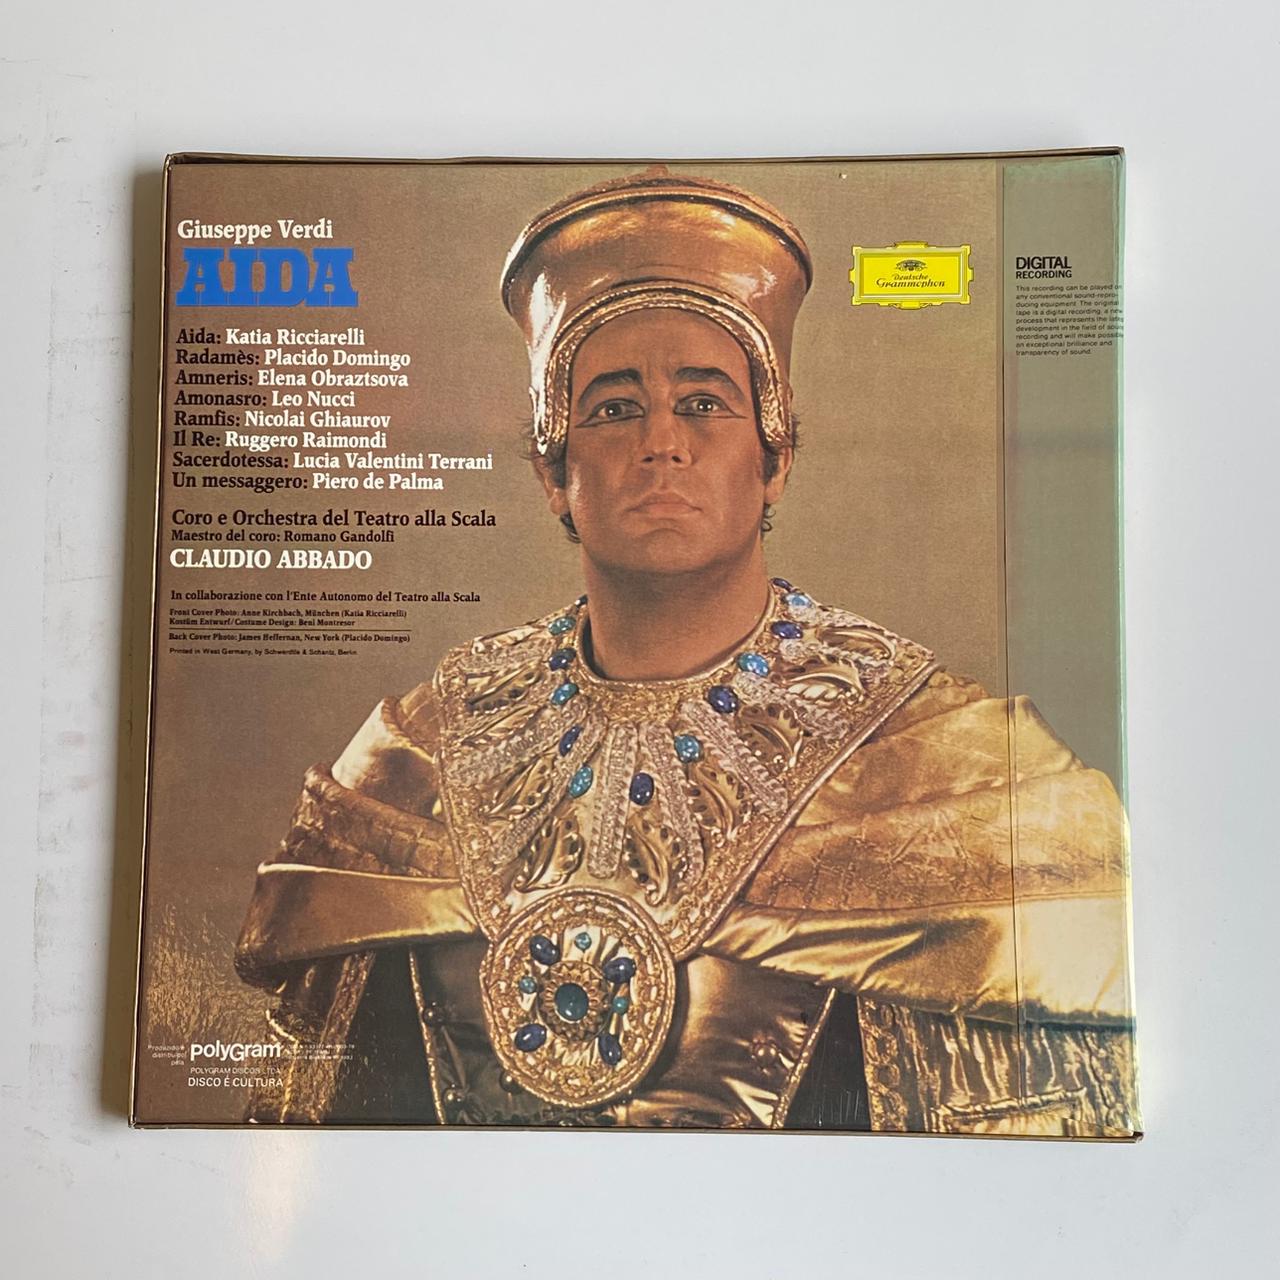 Giuseppe Verdi
AIDA
Aida: Katia Ricciarelli
Radamès: Placido Domingo
Amneris: Elena Obraztsova
Amonasro: Leo Nucci
Ramfis: Nicolai Ghiaurov
Il Re: Ruggero Raimondi
Sacerdotessa: Lucia Valentini Terrani
Un messaggero: Piero de Palma
Coro e Orchestra del Teatro alla Scala
Maestro del coro: Romano Gandolfi
CLAUDIO ABBADO
In collaborazione con l'Ente Autonomo del Teatro alla Scala
Front Cover Photo: Anne Kirchbach, München (Katia Ricciarelli)
Kostüm Entwurf/Costume Design: Beni Montresor
Back Cover Photo: James Heffernan, New York (Placido Domingo)
Printed in West Germany, by Schwerdtle & Schantz, Berlin
Deutsche
Grammophon
DIGITAL
RECORDING
This recording can be played on
any conventional sound-repro-
ducing equipment. The original
tape is a digital recording, a new
process that represents the latest
development in the field of sound
recording and will make possible
an exceptional brilliance and
transparency of sound.
Produzido e
distribuído
pela
polyGram
POLYGRAM DISCOS LTDA
DISCO É CULTURA